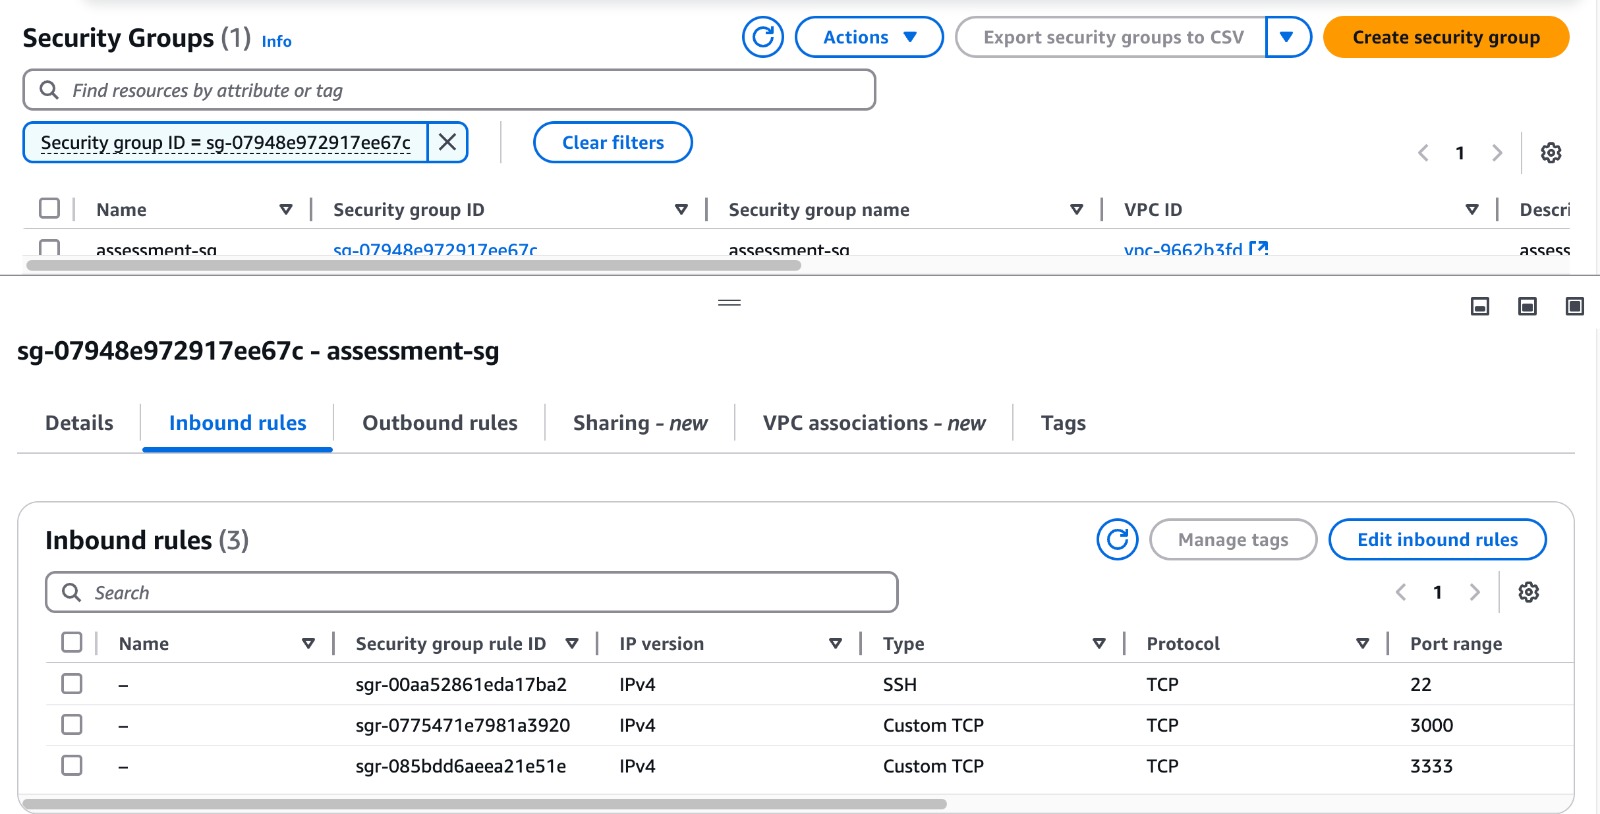 Security Groups (1) Info Actions Export security groups to CSV Create security group
Find resources by attribute or tag
Security group ID = sg-07948e972917ee67c Clear filters
1
Name Security group ID Security group name VPC ID Descri
assessment-sg sg-07948e972917ee67c assessment-sg vpc-9662b3fd assess
sg-07948e972917ee67c - assessment-sg
Details Inbound rules Outbound rules Sharing - new VPC associations - new Tags
Inbound rules (3) Manage tags Edit inbound rules
Search 1
Name Security group rule ID IP version Type Protocol Port range
– sgr-00aa52861eda17ba2 IPv4 SSH TCP 22
– sgr-0775471e7981a3920 IPv4 Custom TCP TCP 3000
– sgr-085bdd6aeea21e51e IPv4 Custom TCP TCP 3333